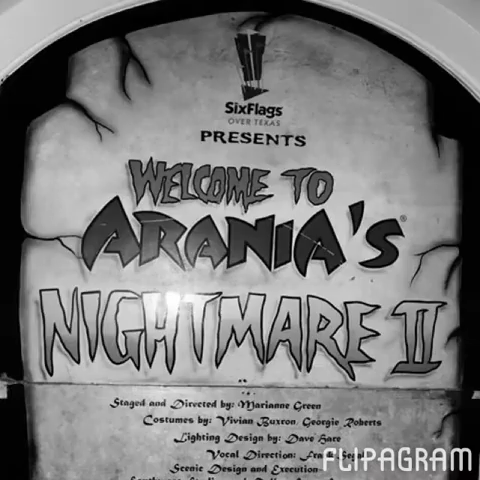 SixFlags
OVER TEXAS
PRESENTS
WELCOME TO
ARANIA'S®
NIGHTMARE II
Staged and Directed by: Marianne Green
Costumes by: Vivian Buxton, Georgie Roberts
Lighting Design by: Dave Hace
Vocal Direction:
Scenic Design and Execution
FLIPAGRAM